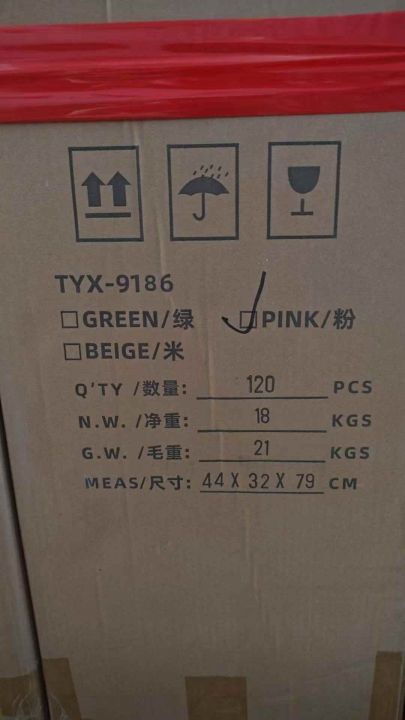 TYX-9186
□GREEN/绿 □PINK/粉
□BEIGE/米
Q'TY /数量: 120 PCS
N.W. /净重: 18 KGS
G.W. /毛重: 21 KGS
MEAS/尺寸: 44 X 32 X 79 CM